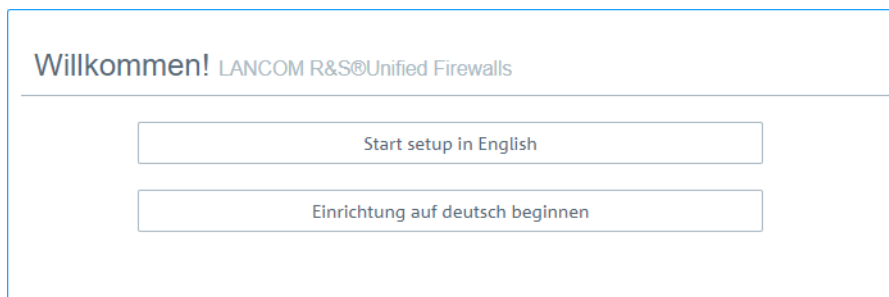 Willkommen! LANCOM R&S®Unified Firewalls
Start setup in English
Einrichtung auf deutsch beginnen